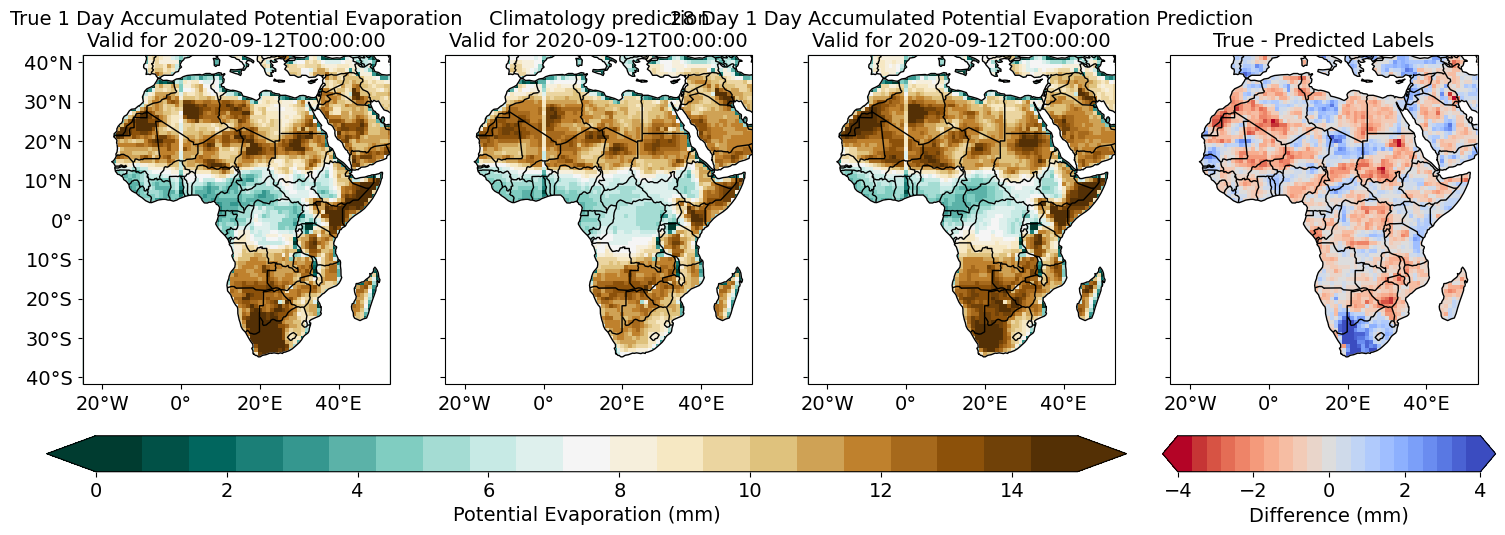 True 1 Day Accumulated Potential Evaporation
Valid for 2020-09-12T00:00:00
Climatology prediction
Valid for 2020-09-12T00:00:00
28 Day 1 Day Accumulated Potential Evaporation Prediction
Valid for 2020-09-12T00:00:00
True - Predicted Labels
40°N
30°N
20°N
10°N
0°
10°S
20°S
30°S
40°S
20°W 0° 20°E 40°E
20°W 0° 20°E 40°E
20°W 0° 20°E 40°E
20°W 0° 20°E 40°E
0 2 4 6 8 10 12 14
Potential Evaporation (mm)
−4 −2 0 2 4
Difference (mm)